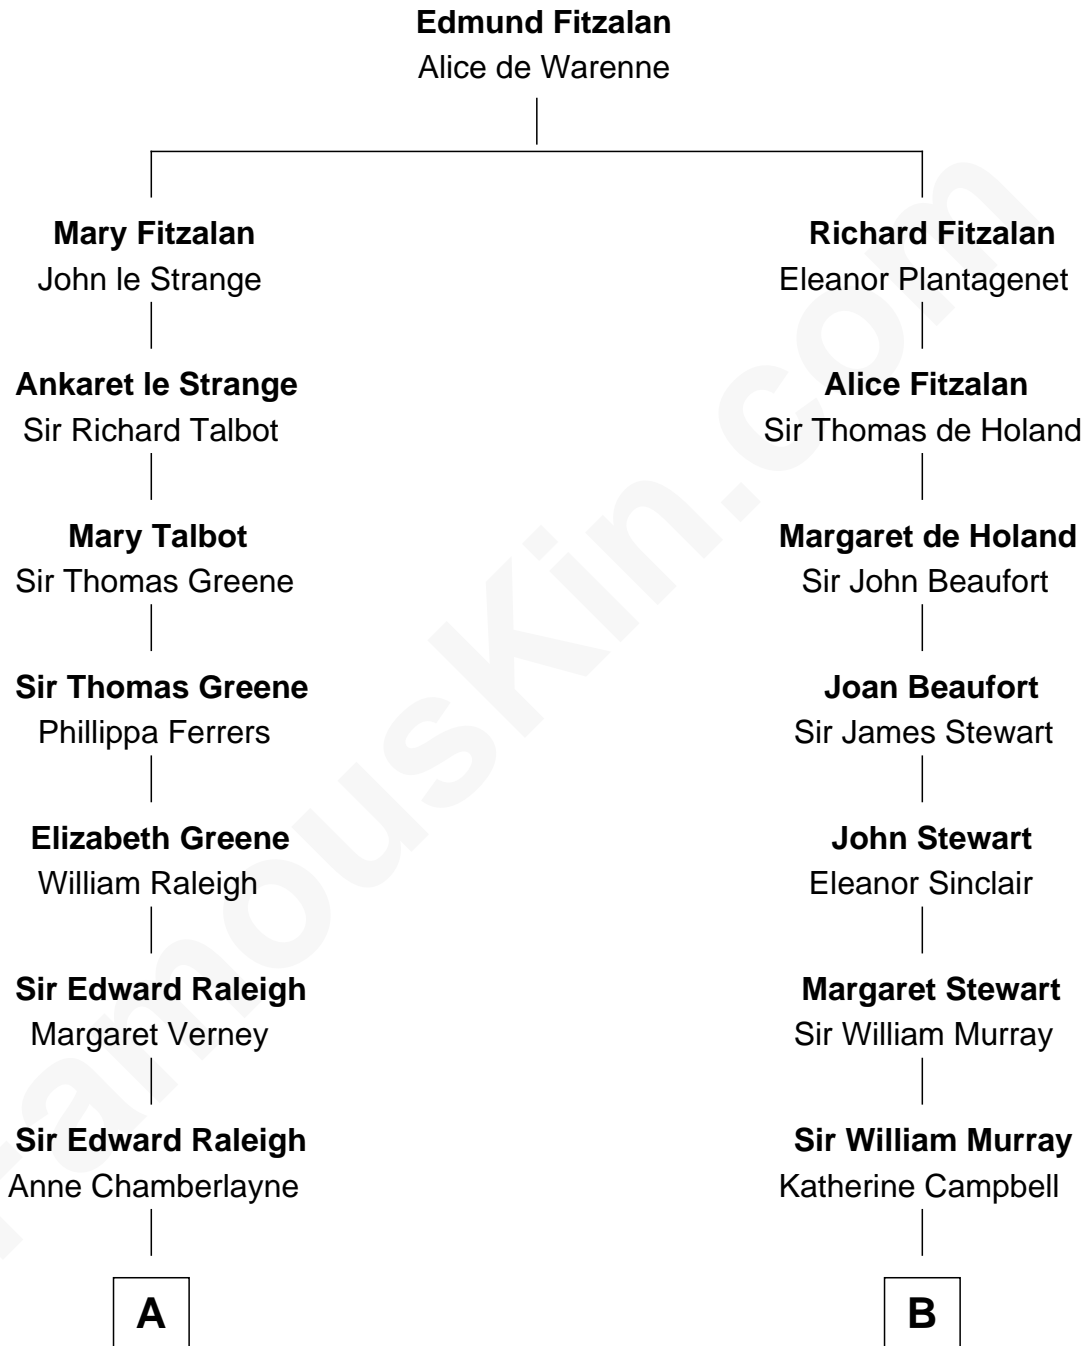 Edmund Fitzalan
Alice de Warenne
Mary Fitzalan
John le Strange
Richard Fitzalan
Eleanor Plantagenet
Ankaret le Strange
Sir Richard Talbot
Alice Fitzalan
Sir Thomas de Holand
Mary Talbot
Sir Thomas Greene
Margaret de Holand
Sir John Beaufort
Sir Thomas Greene
Phillippa Ferrers
Joan Beaufort
Sir James Stewart
Elizabeth Greene
William Raleigh
John Stewart
Eleanor Sinclair
Sir Edward Raleigh
Margaret Verney
Margaret Stewart
Sir William Murray
Sir Edward Raleigh
Anne Chamberlayne
Sir William Murray
Katherine Campbell
A
B
FamousKin.com